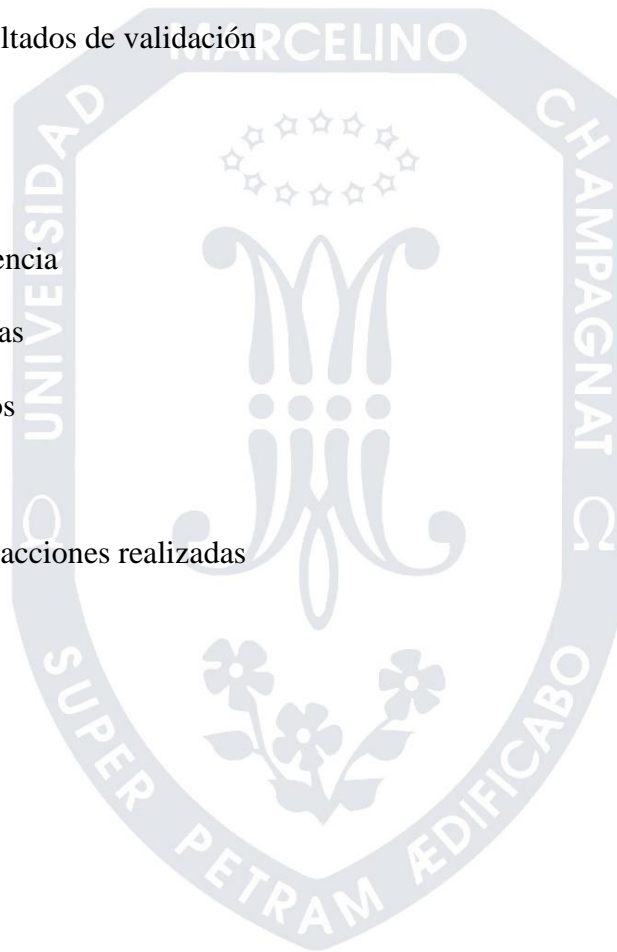 ltados de validación
encia
as
os
acciones realizadas
UNIVERSIDAD MARCELINO CHAMPAGNAT
Ω Ω
SUPER PETRAM ÆDIFICABO